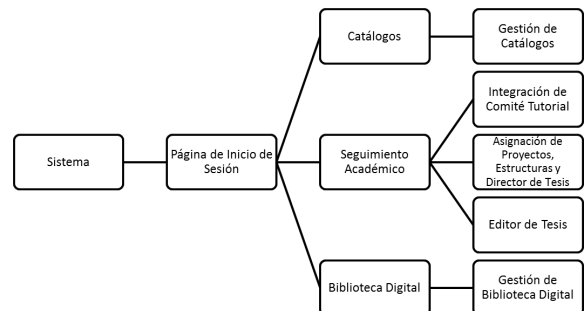 Sistema
Página de Inicio de
Sesión
Catálogos
Gestión de
Catálogos
Seguimiento
Académico
Integración de
Comité Tutorial
Asignación de
Proyectos,
Estructuras y
Director de Tesis
Editor de Tesis
Biblioteca Digital
Gestión de
Biblioteca Digital